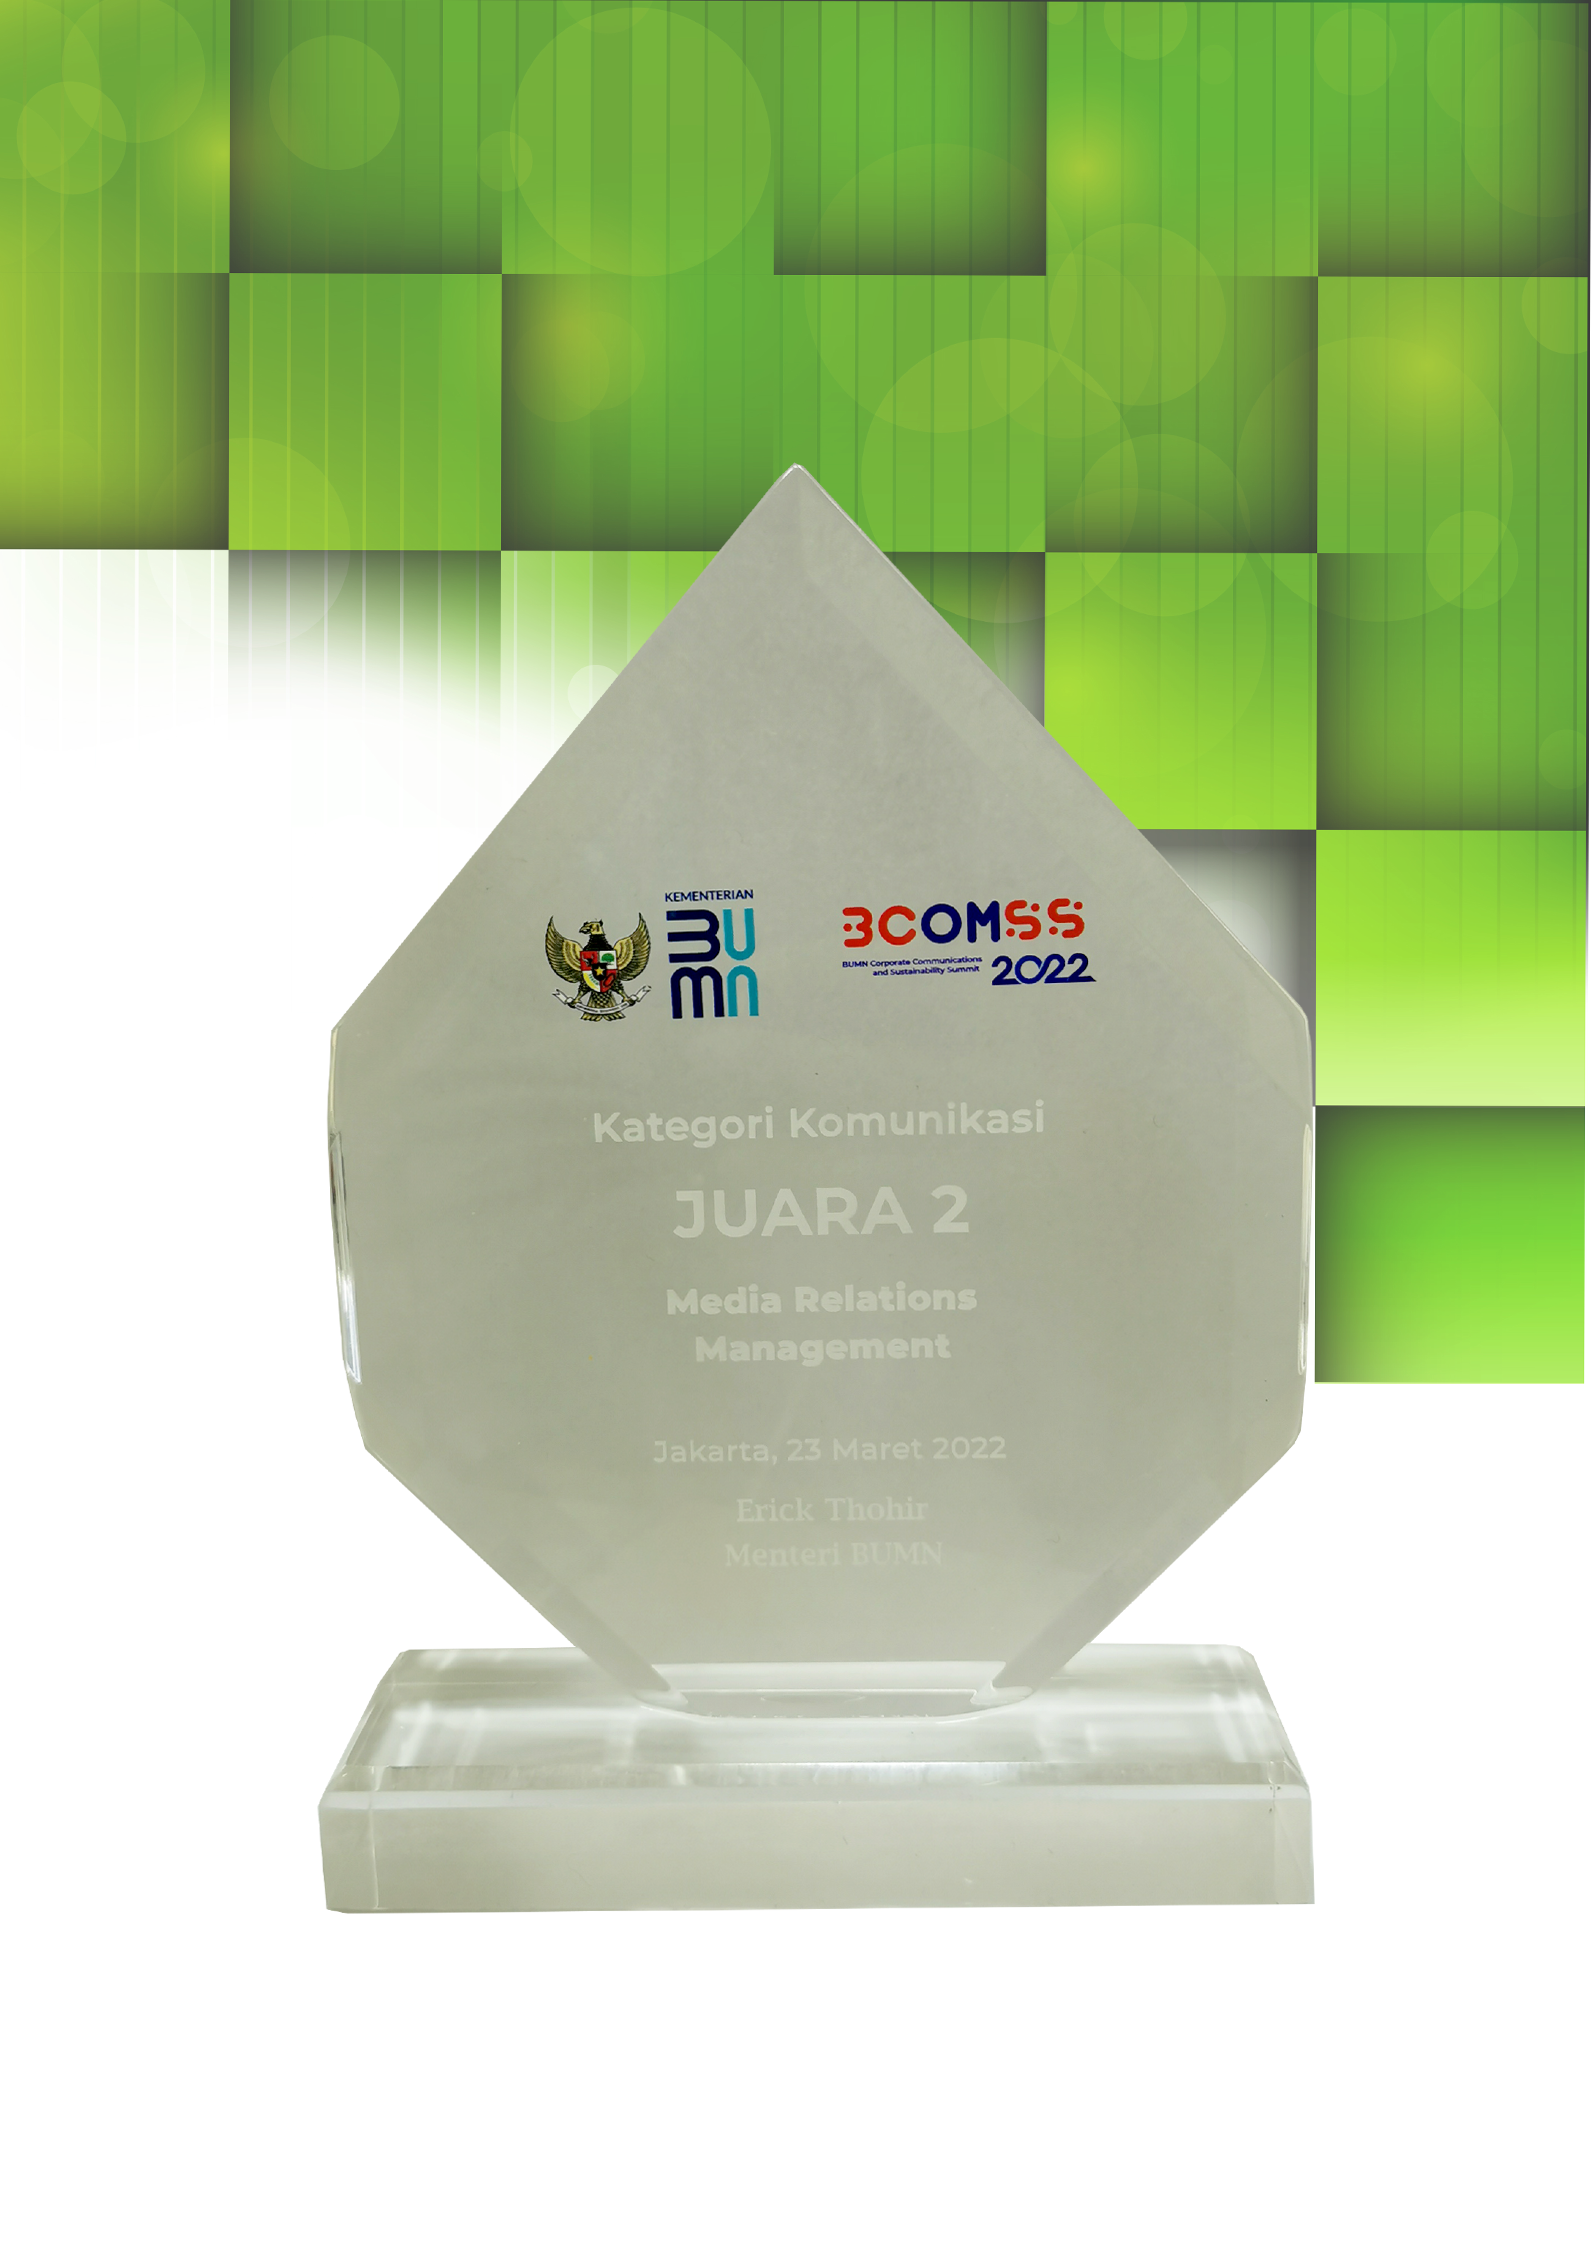 KEMENTERIAN
BUMN
BCOMSS
BUMN Corporate Communications
and Sustainability Summit
2022
Kategori Komunikasi
JUARA 2
Media Relations
Management
Jakarta, 23 Maret 2022
Erick Thohir
Menteri BUMN